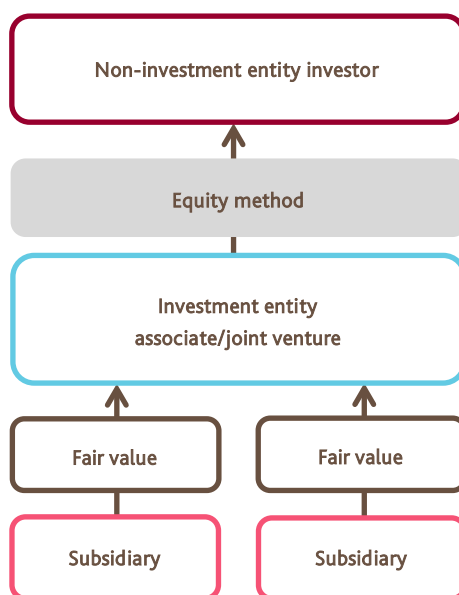 Non-investment entity investor
Equity method
Investment entity
associate/joint venture
Fair value
Fair value
Subsidiary
Subsidiary